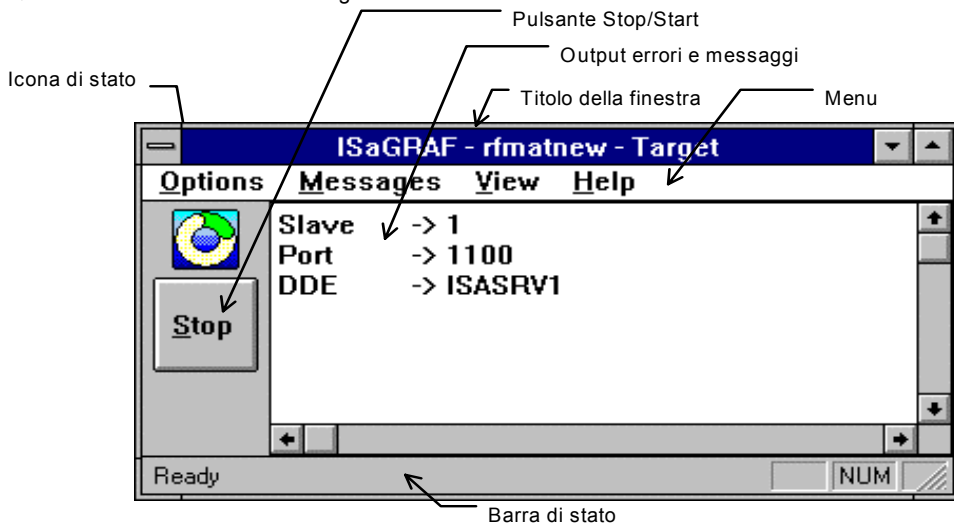 Pulsante Stop/Start
Output errori e messaggi
Icona di stato
Titolo della finestra
Menu
ISaGRAF - rfmatnew - Target
Options Messages View Help
Slave -> 1
Port -> 1100
DDE -> ISASRV1
Stop
Ready
NUM
Barra di stato